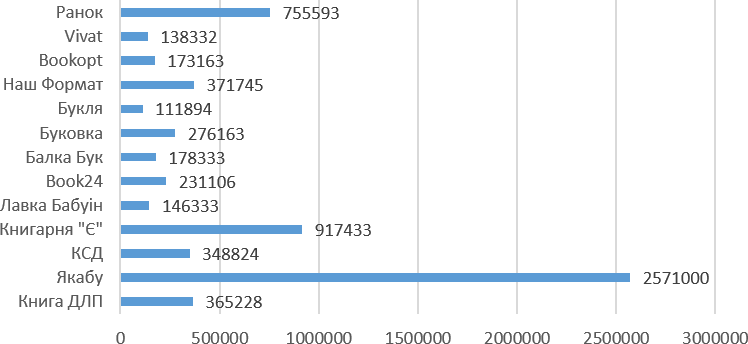 Ранок 755593
Vivat 138332
Bookopt 173163
Наш Формат 371745
Букля 111894
Буковка 276163
Балка Бук 178333
Book24 231106
Лавка Бабуін 146333
Книгарня "Є" 917433
КСД 348824
Якабу 2571000
Книга ДЛП 365228
0 500000 1000000 1500000 2000000 2500000 3000000